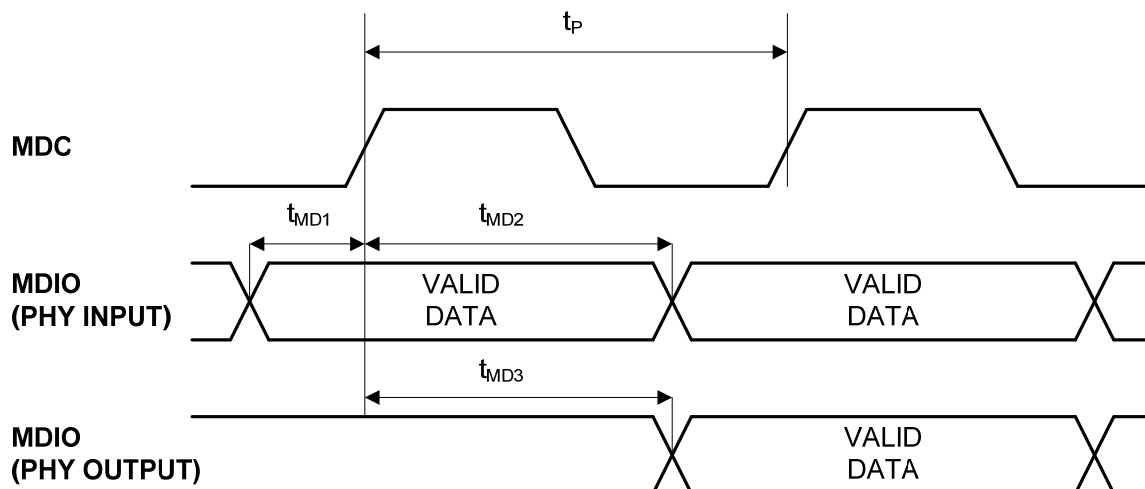 tP
MDC
tMD1
tMD2
MDIO
(PHY INPUT)
VALID
DATA
VALID
DATA
tMD3
MDIO
(PHY OUTPUT)
VALID
DATA